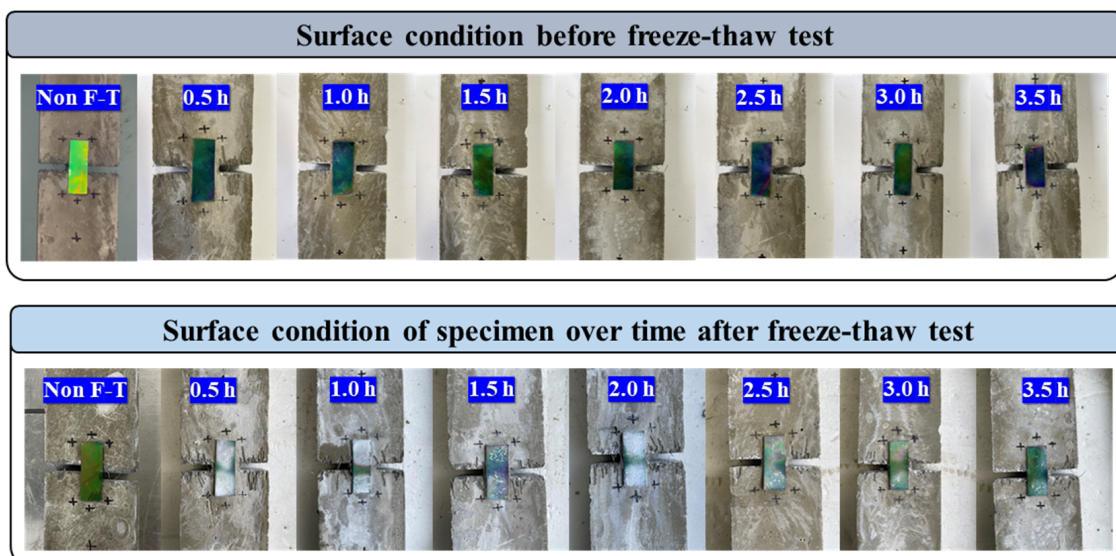 Surface condition before freeze-thaw test
Non F-T
0.5 h
1.0 h
1.5 h
2.0 h
2.5 h
3.0 h
3.5 h
Surface condition of specimen over time after freeze-thaw test
Non F-T
0.5 h
1.0 h
1.5 h
2.0 h
2.5 h
3.0 h
3.5 h